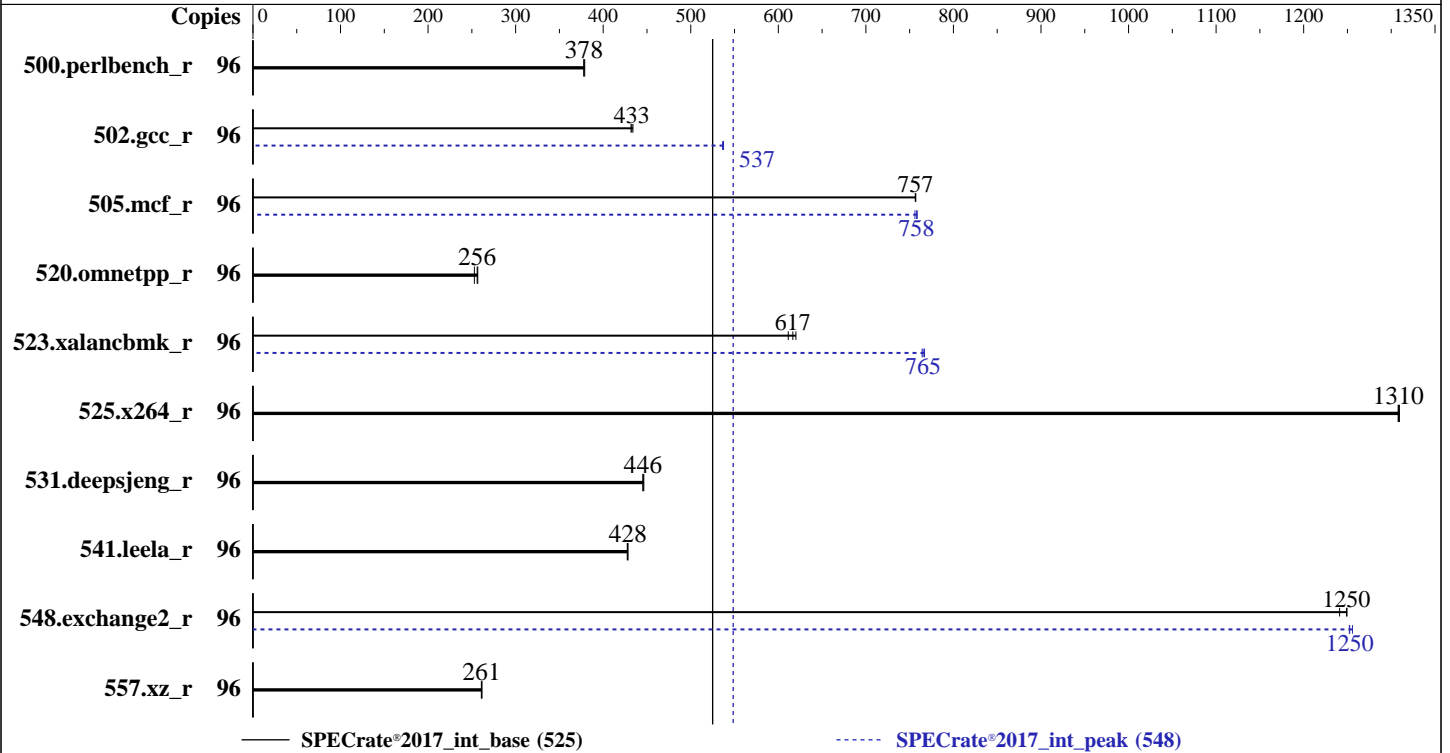 Copies 0 100 200 300 400 500 600 700 800 900 1000 1100 1200 1350
378
500.perlbench_r 96
433
502.gcc_r 96
537
757
505.mcf_r 96
758
256
520.omnetpp_r 96
617
523.xalancbmk_r 96
765
1310
525.x264_r 96
446
531.deepsjeng_r 96
428
541.leela_r 96
1250
548.exchange2_r 96
1250
261
557.xz_r 96
SPECrate®2017_int_base (525) SPECrate®2017_int_peak (548)